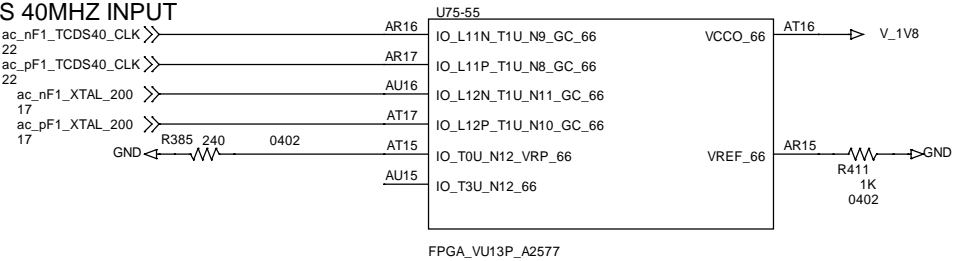 S 40MHZ INPUT
U75-55
ac_nF1_TCDS40_CLK AR16 IO_L11N_T1U_N9_GC_66 VCCO_66 AT16 V_1V8
22
ac_pF1_TCDS40_CLK AR17 IO_L11P_T1U_N8_GC_66
22
ac_nF1_XTAL_200 AU16 IO_L12N_T1U_N11_GC_66
17
ac_pF1_XTAL_200 AT17 IO_L12P_T1U_N10_GC_66
17
R385 240 0402
GND AT15 IO_T0U_N12_VRP_66 VREF_66 AR15 GND
R411
1K
0402
AU15 IO_T3U_N12_66
FPGA_VU13P_A2577